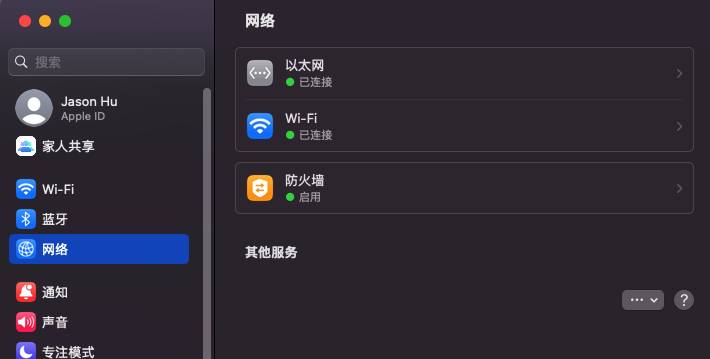 搜索
Jason Hu
Apple ID
家人共享
Wi-Fi
蓝牙
网络
通知
声音
专注模式
网络
以太网
已连接
Wi-Fi
已连接
防火墙
启用
其他服务
?